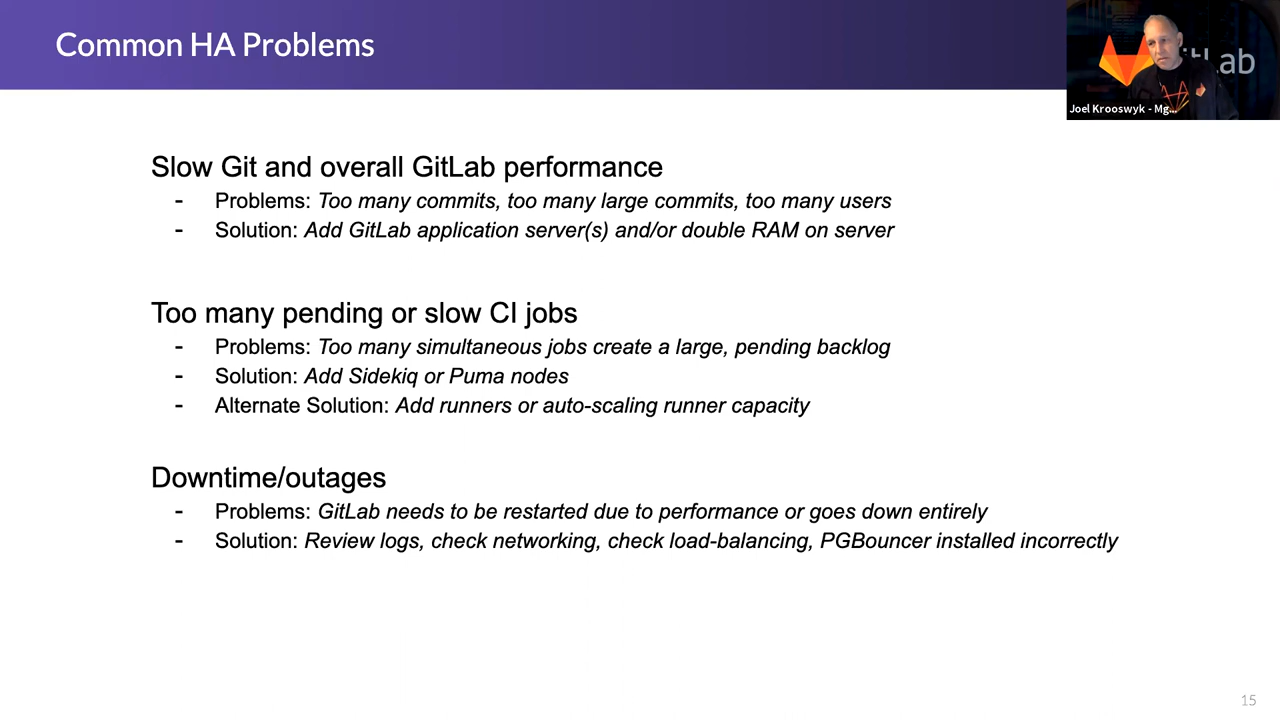 Common HA Problems
Lab
Joel Krooswyk - Mg...
Slow Git and overall GitLab performance
- Problems: Too many commits, too many large commits, too many users
- Solution: Add GitLab application server(s) and/or double RAM on server
Too many pending or slow CI jobs
- Problems: Too many simultaneous jobs create a large, pending backlog
- Solution: Add Sidekiq or Puma nodes
- Alternate Solution: Add runners or auto-scaling runner capacity
Downtime/outages
- Problems: GitLab needs to be restarted due to performance or goes down entirely
- Solution: Review logs, check networking, check load-balancing, PGBouncer installed incorrectly
15